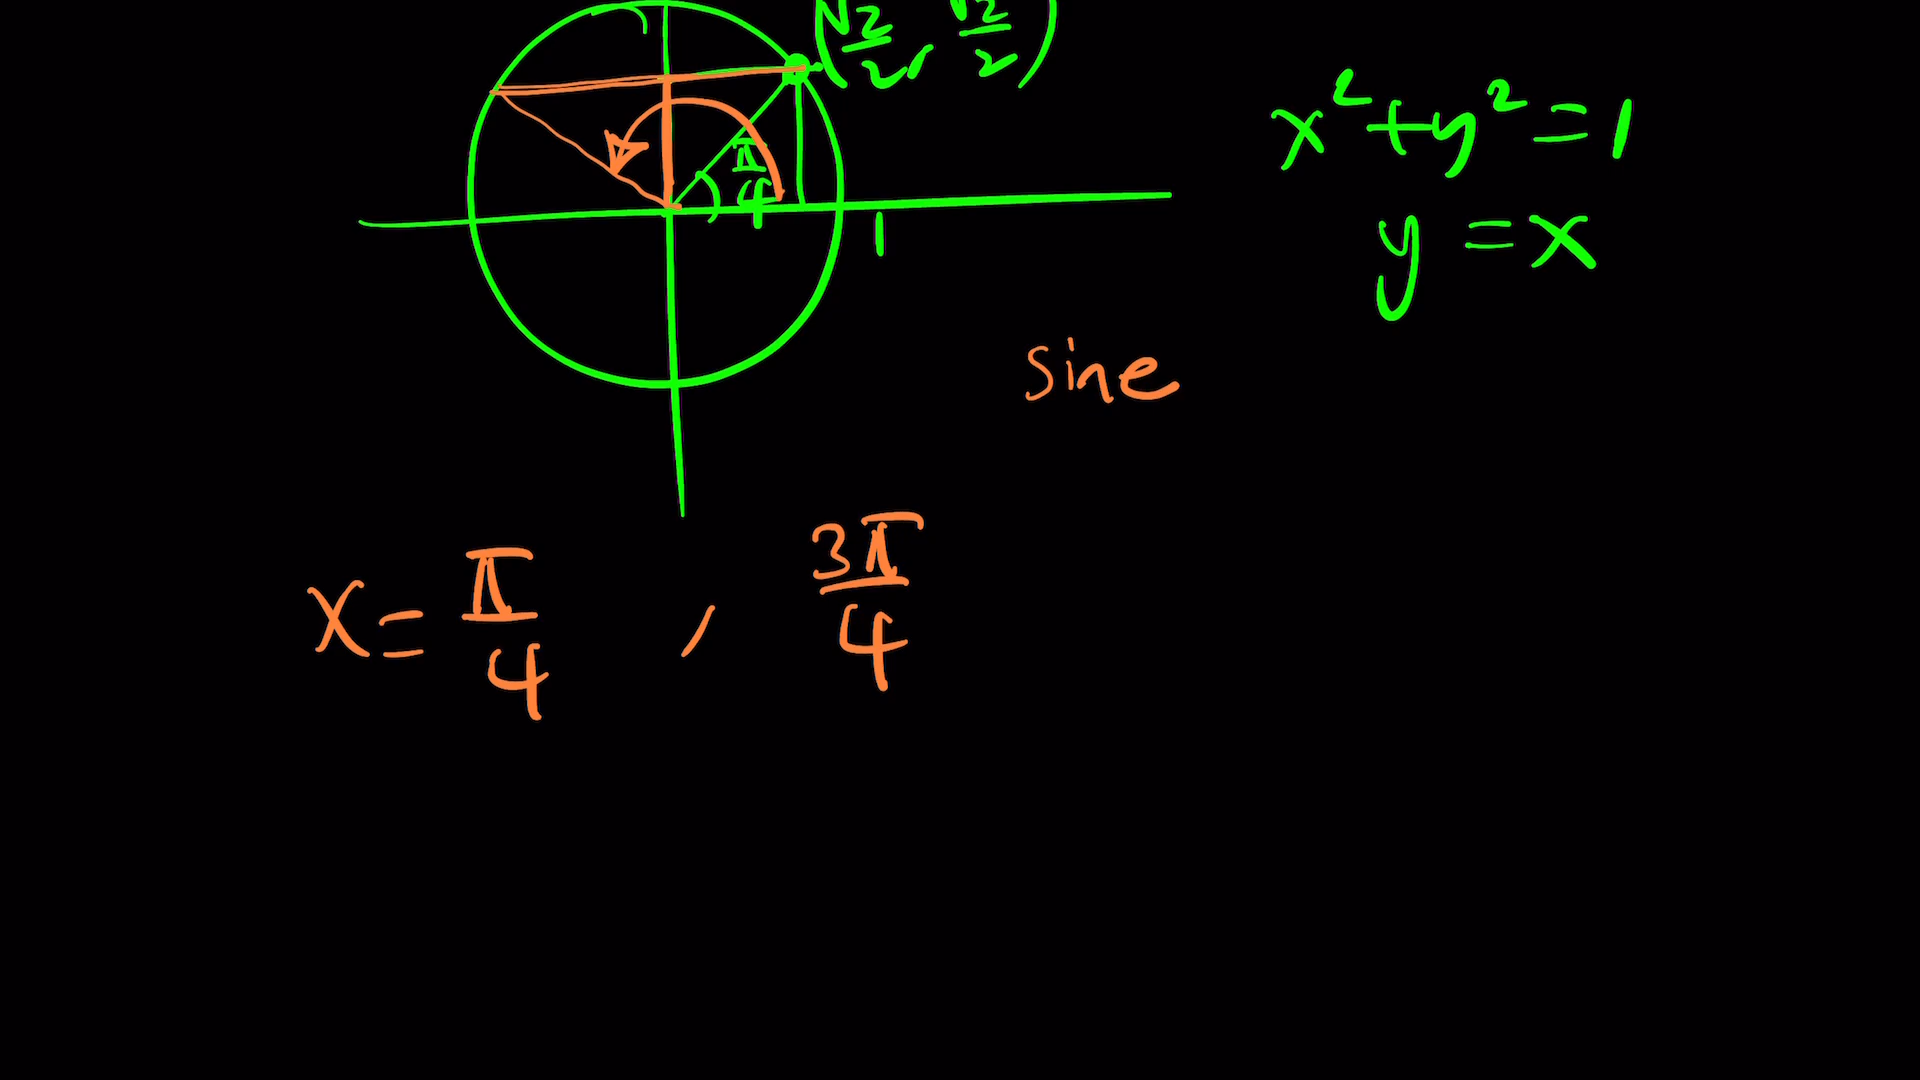 (√2/2, √2/2)
x² + y² = 1
π/4
1
y = x
sine
x = π/4 , 3π/4